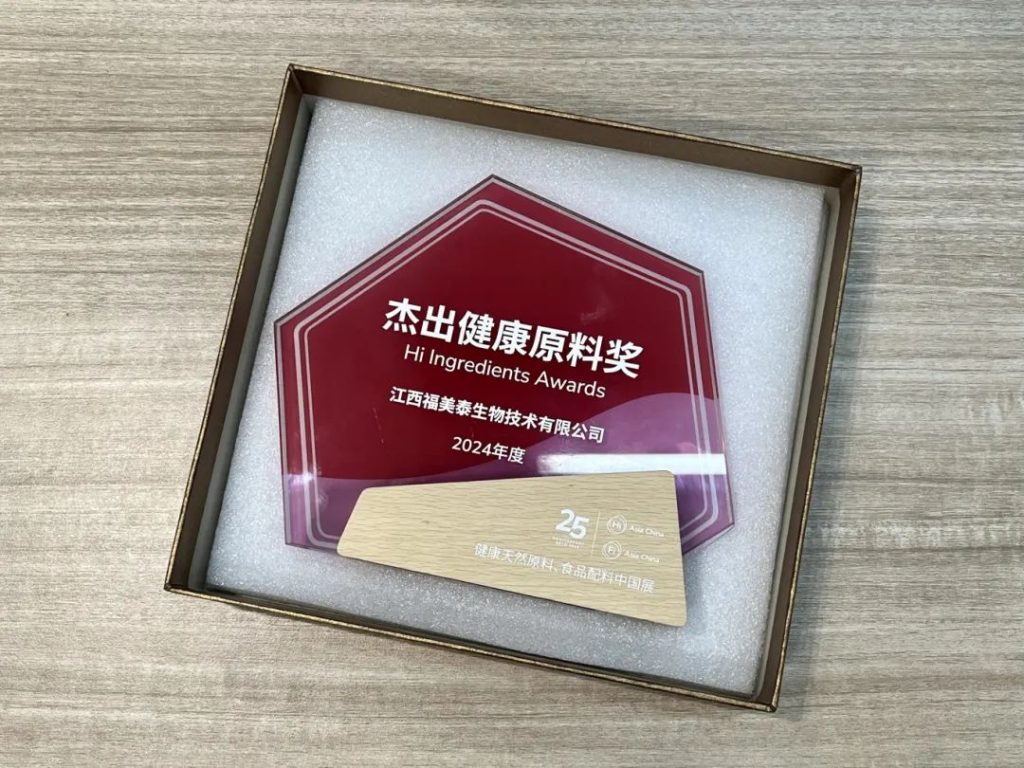 杰出健康原料奖
Hi Ingredients Awards
江西福美泰生物技术有限公司
2024年度
25
Hi Asia China
Fi Asia China
健康天然原料、食品配料中国展